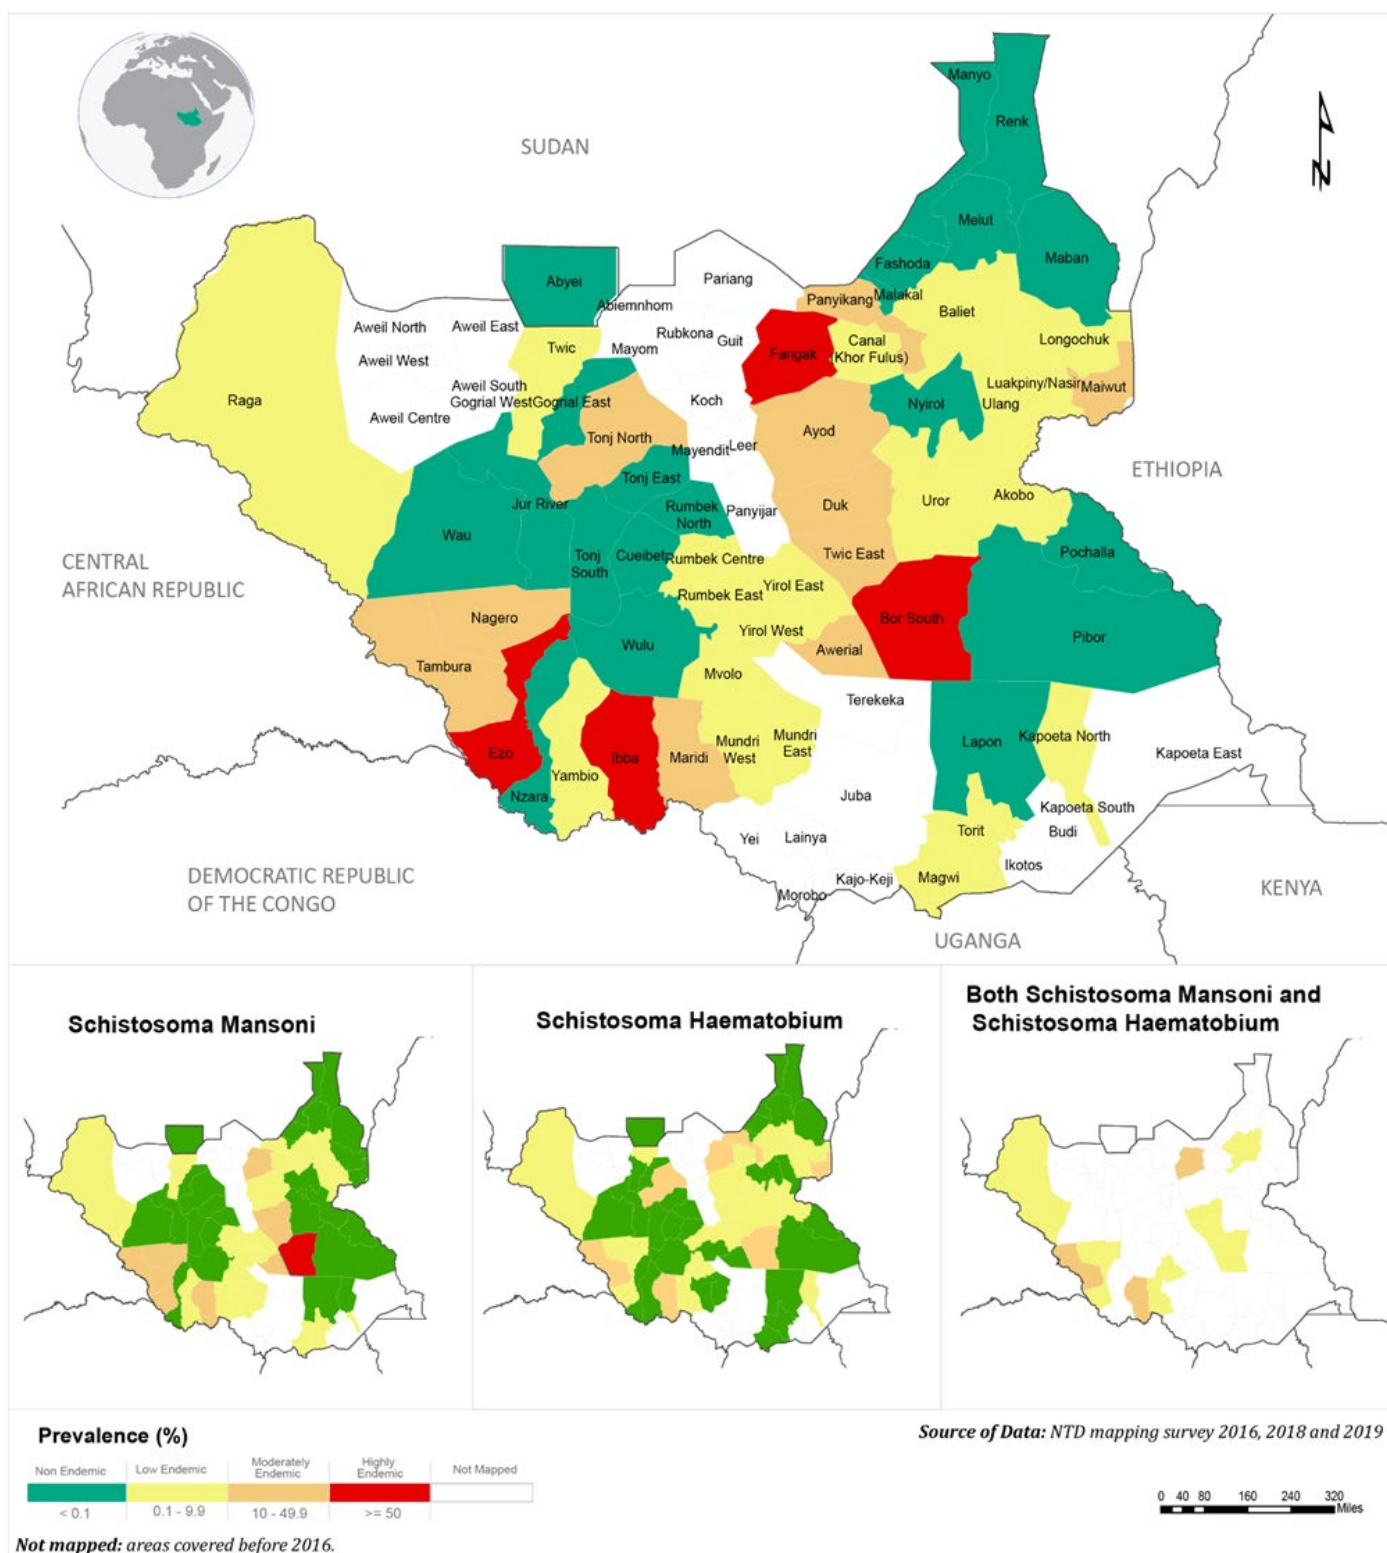 SUDAN
Manyo
Renk
Melut
Maban
Fashoda
Abyei
Pariang
Abiemnhom
Panyikang
Malakal
Baliet
Aweil North
Aweil East
Rubkona
Guit
Twic
Mayom
Canal
(Khor Fulus)
Longochuk
Aweil West
Fangak
Raga
Aweil South
Gogrial West
Gogrial East
Koch
Nyirol
Luakpiny/Nasir
Maiwut
Ulang
Aweil Centre
Tonj North
Ayod
Mayendit
Leer
ETHIOPIA
Tonj East
Jur River
Rumbek
North
Panyijar
Duk
Uror
Akobo
Wau
CENTRAL
AFRICAN REPUBLIC
Tonj
South
Cueibet
Rumbek Centre
Twic East
Pochalla
Rumbek East
Yirol East
Nagero
Bor South
Wulu
Yirol West
Pibor
Awerial
Tambura
Mvolo
Terekeka
Ezo
Ibba
Maridi
Mundri
West
Mundri
East
Lapon
Kapoeta North
Kapoeta East
Yambio
Nzara
Juba
Kapoeta South
Yei
Lainya
Torit
Budi
DEMOCRATIC REPUBLIC
OF THE CONGO
Morobo
Kajo-Keji
Magwi
Ikotos
KENYA
UGANDA
Schistosoma Mansoni
Schistosoma Haematobium
Both Schistosoma Mansoni and
Schistosoma Haematobium
Prevalence (%)
Non Endemic
Low Endemic
Moderately
Endemic
Highly
Endemic
Not Mapped
< 0.1
0.1 - 9.9
10 - 49.9
>= 50
Not mapped: areas covered before 2016.
Source of Data: NTD mapping survey 2016, 2018 and 2019
0 40 80 160 240 320
Miles
N